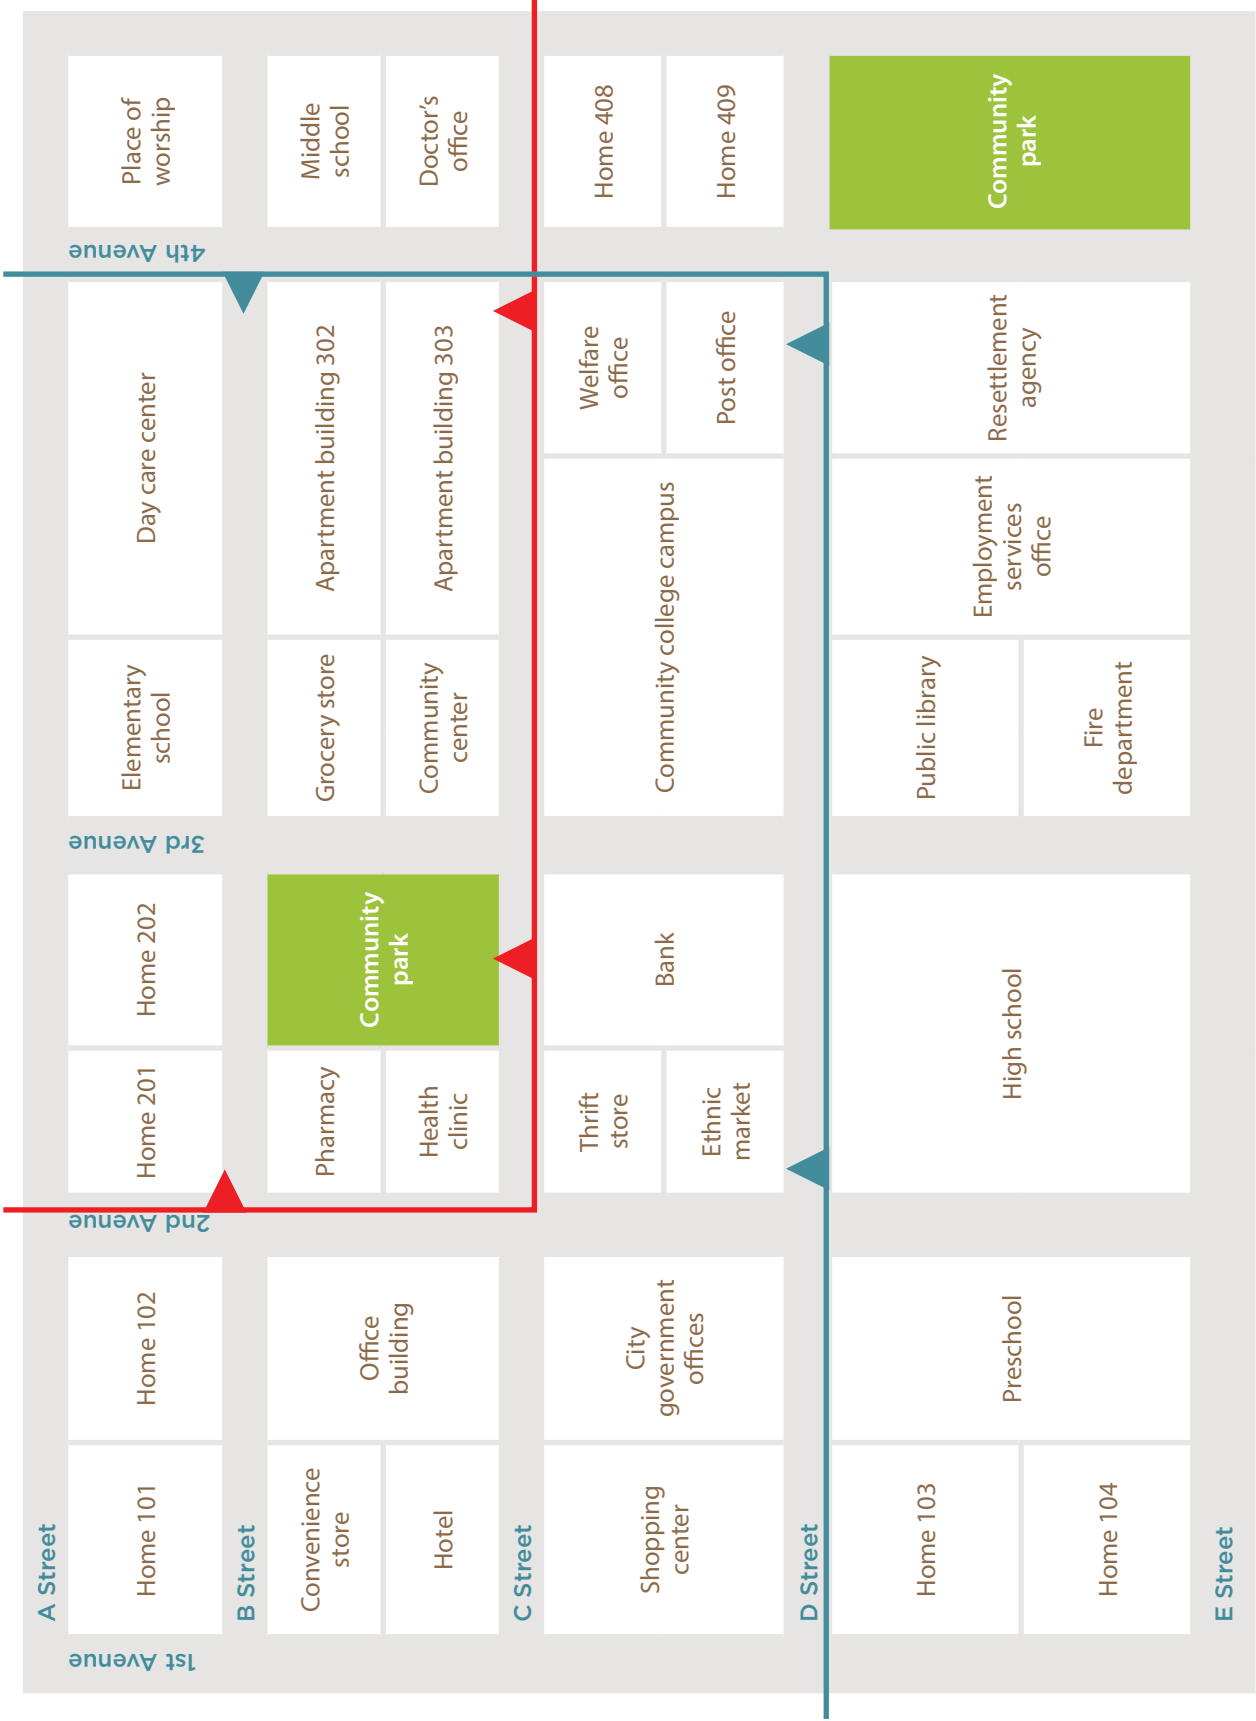 A Street
Home 101
Home 102
Home 201
Home 202
Elementary
school
Day care center
Place of
worship
1st Avenue
2nd Avenue
3rd Avenue
4th Avenue
B Street
Convenience
store
Hotel
Office
building
Pharmacy
Health
clinic
Community
park
Grocery store
Community
center
Apartment building 302
Apartment building 303
Middle
school
Doctor's
office
C Street
Shopping
center
City
government
offices
Thrift
store
Ethnic
market
Bank
Community college campus
Welfare
office
Post office
Home 408
Home 409
D Street
Home 103
Home 104
Preschool
High school
Public library
Fire
department
Employment
services
office
Resettlement
agency
Community
park
E Street